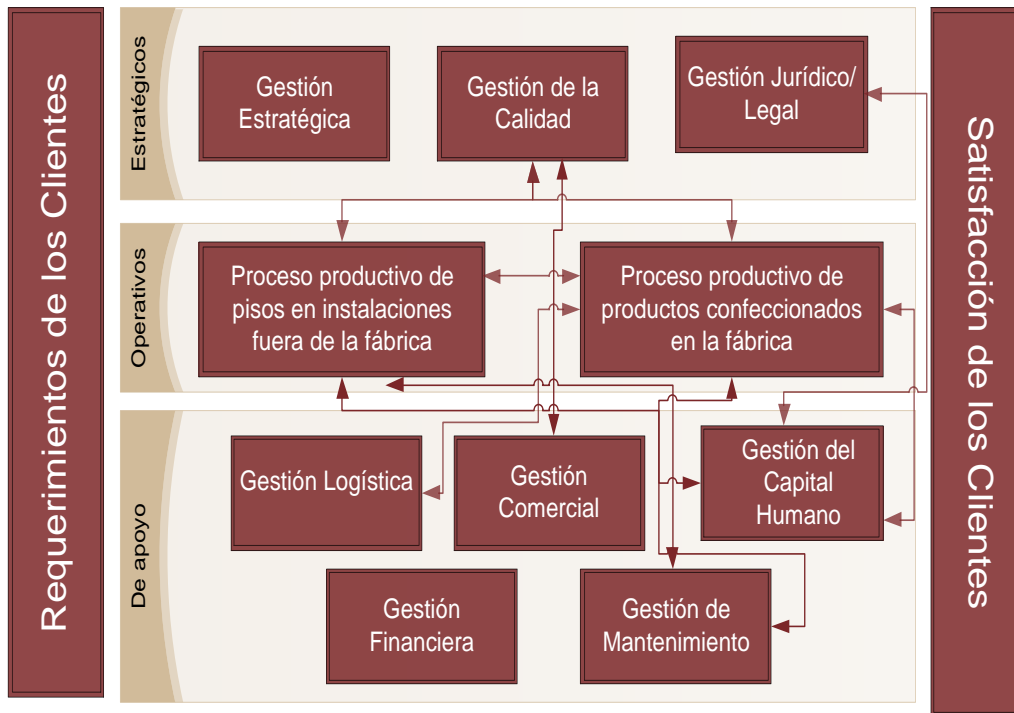 Requerimientos de los Clientes
Estratégicos
Gestión
Estratégica
Gestión de la
Calidad
Gestión Jurídico/
Legal
Operativos
Proceso productivo de
pisos en instalaciones
fuera de la fábrica
Proceso productivo de
productos confeccionados
en la fábrica
De apoyo
Gestión Logística
Gestión
Comercial
Gestión del
Capital
Humano
Gestión
Financiera
Gestión de
Mantenimiento
Satisfacción de los Clientes